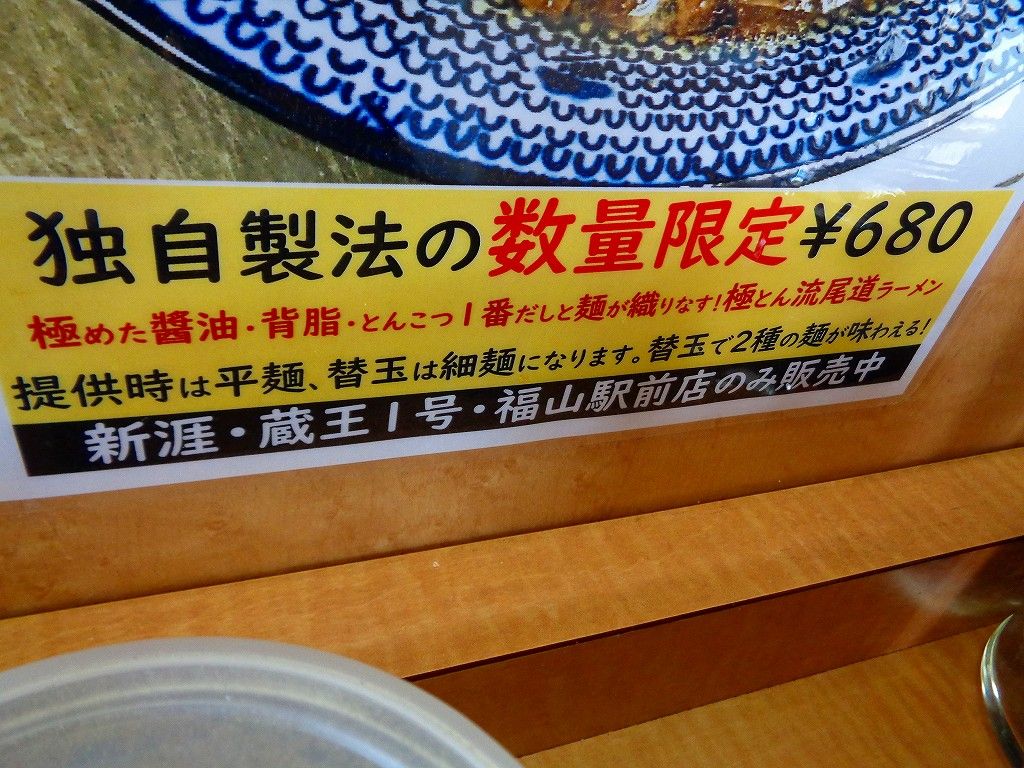 独自製法の数量限定¥680
極めた醬油・背脂・とんこつ1番だしと麺が織りなす!極とん流尾道ラーメン
提供時は平麺、替玉は細麺になります。替玉で2種の麺が味わえる!
新涯・蔵王1号・福山駅前店のみ販売中